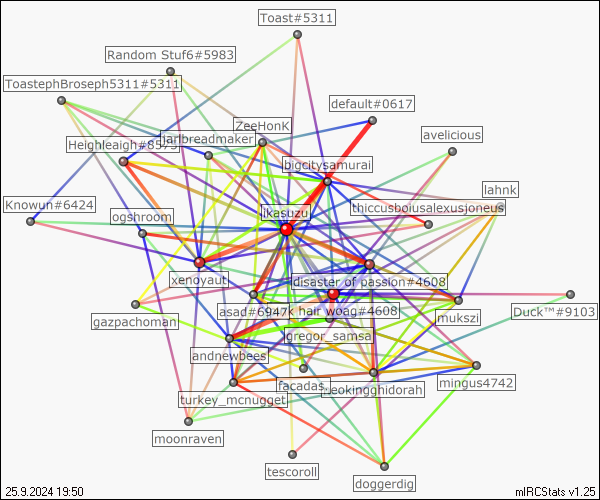 Toast#5311
Random Stuf6#5983
ToastephBroseph5311#5311
default#0617
ZeeHonK
avelicious
jarlbreadmaker
Heighleaigh#8575
bigcitysamurai
lahnk
Knowun#6424
thiccusboiusalexusjoneus
ogshroom
ikasuzu
xenoyaut
disaster of passion#4608
asad#6947
hair woag#4608
mukszi
Duck™#9103
gazpachoman
gregor_samsa
andnewbees
facadas
eokingghidorah
mingus4742
turkey_mcnugget
moonraven
tescoroll
doggerdig
25.9.2024 19:50
mIRCStats v1.25